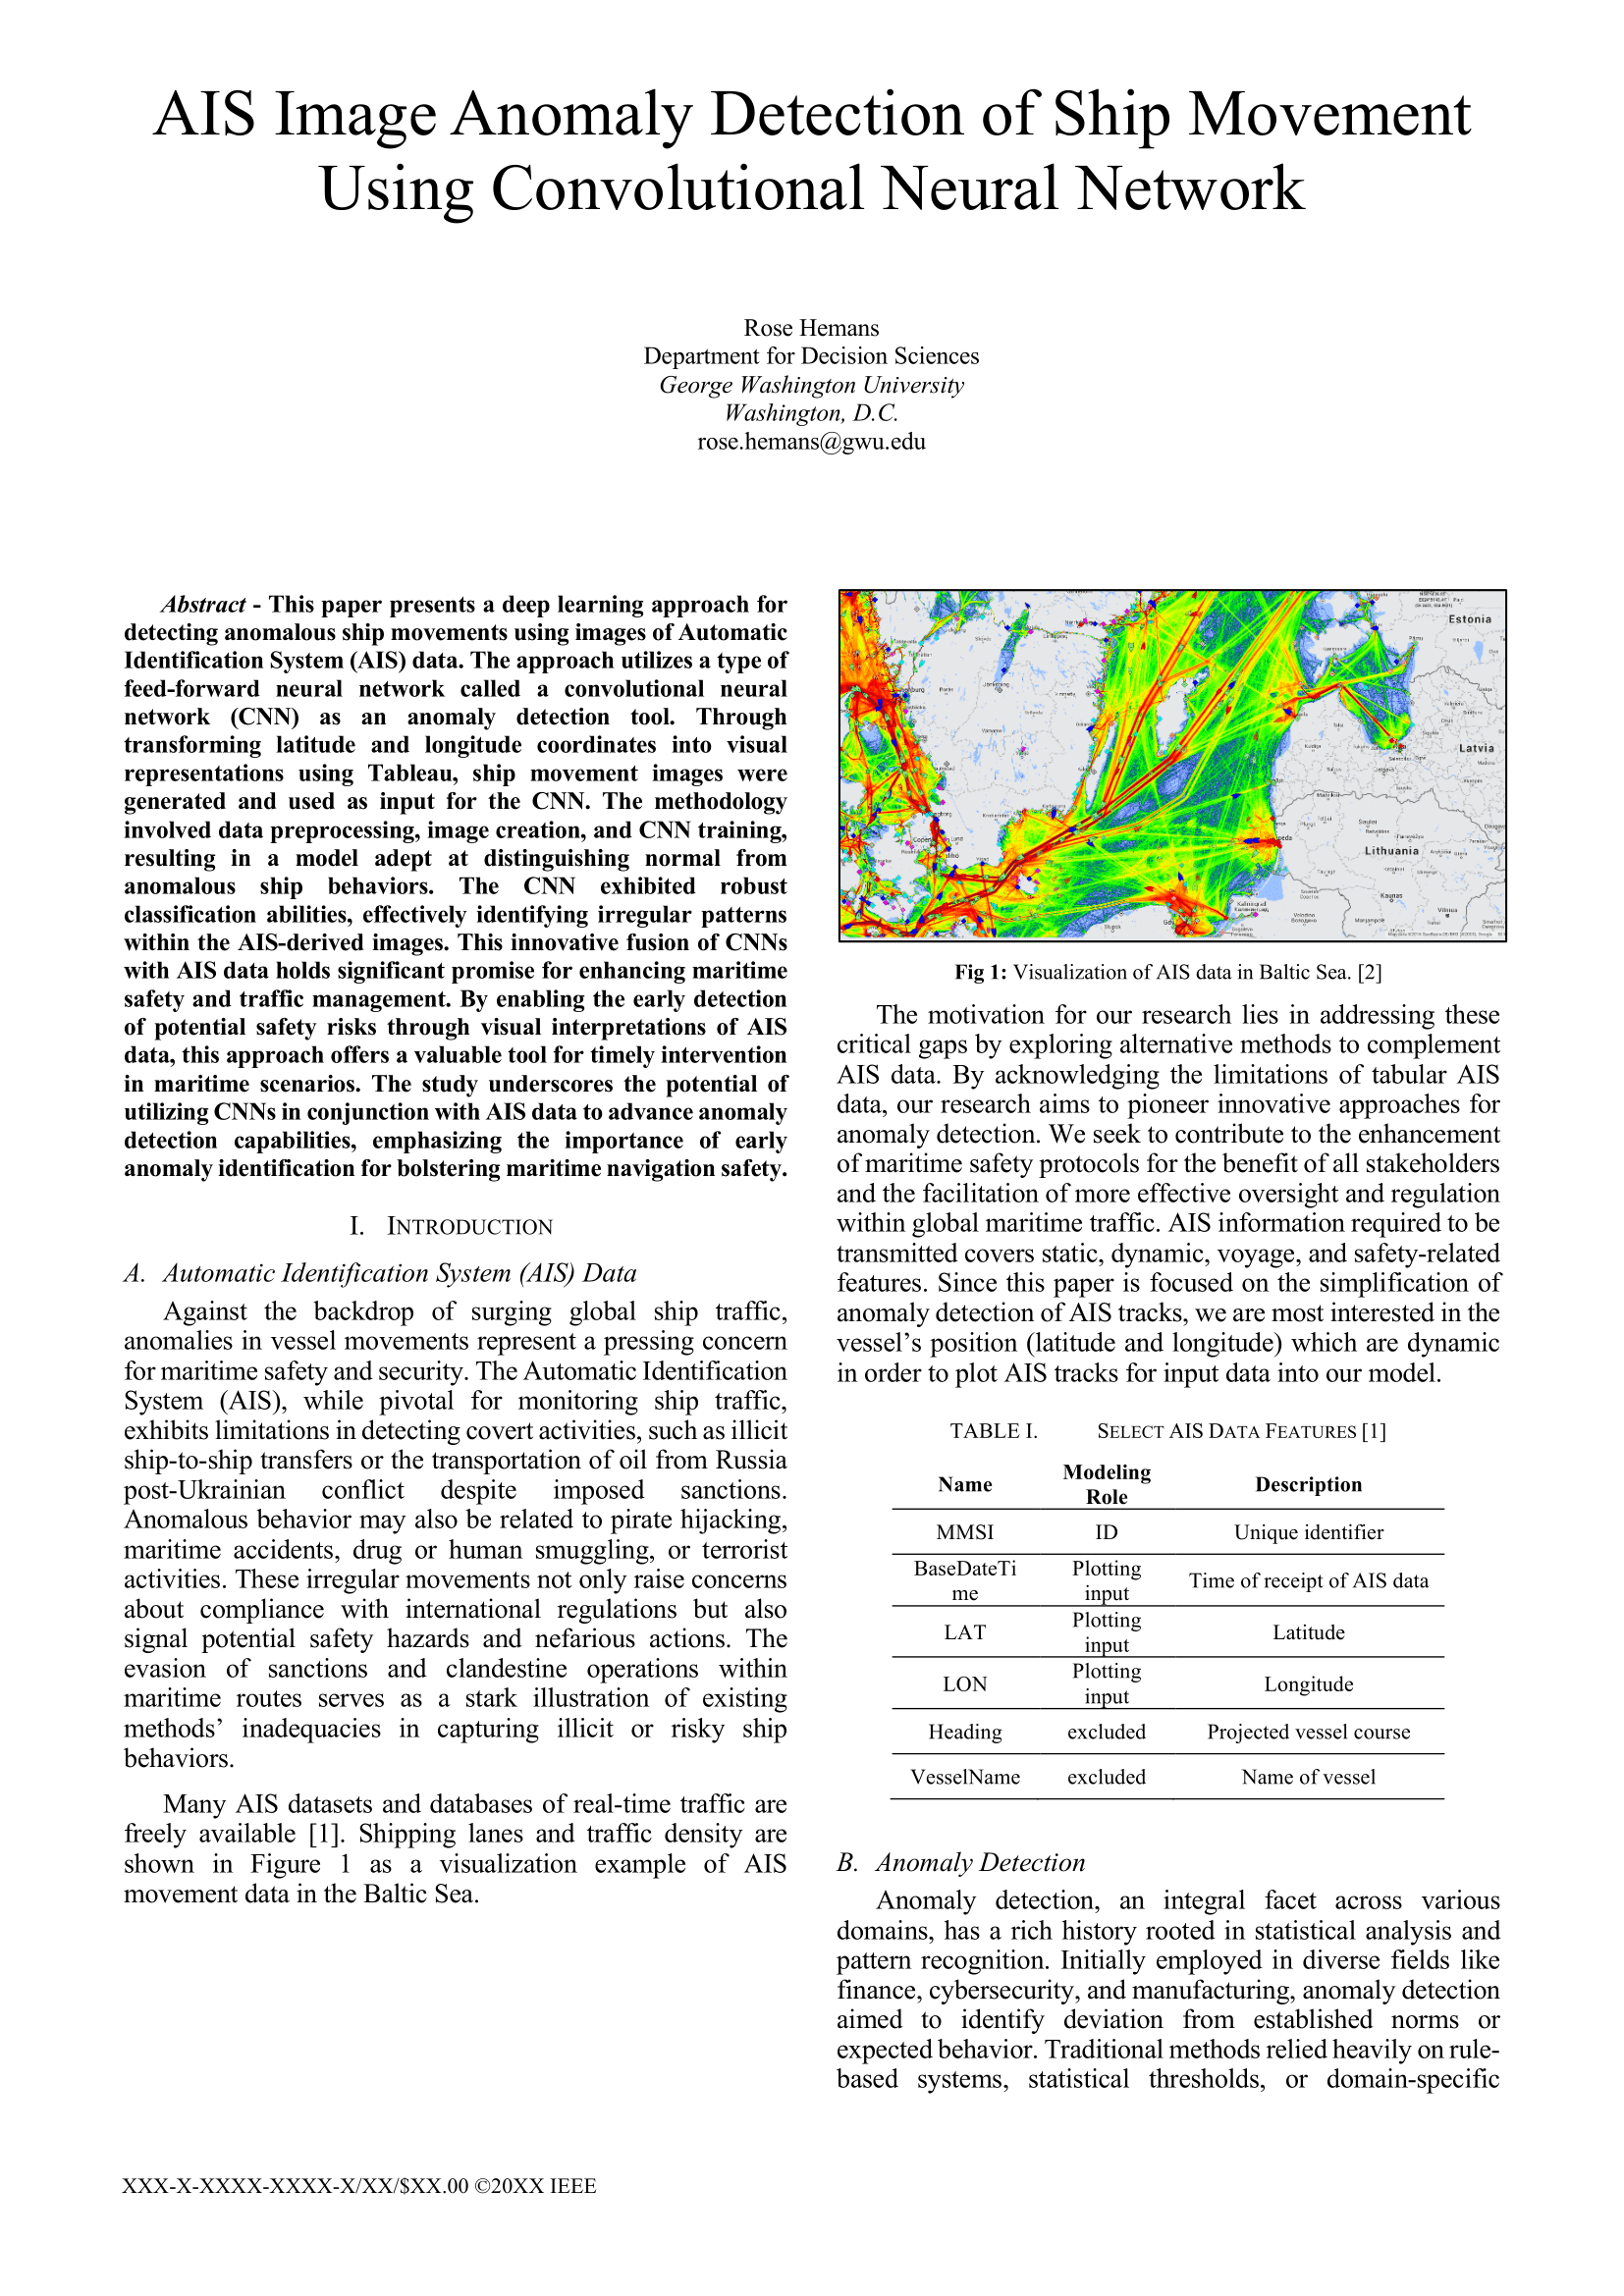 AIS Image Anomaly Detection of Ship Movement
Using Convolutional Neural Network
Rose Hemans
Department for Decision Sciences
George Washington University
Washington, D.C.
rose.hemans@gwu.edu
Abstract - This paper presents a deep learning approach for
detecting anomalous ship movements using images of Automatic
Identification System (AIS) data. The approach utilizes a type of
feed-forward neural network called a convolutional neural
network (CNN) as an anomaly detection tool. Through
transforming latitude and longitude coordinates into visual
representations using Tableau, ship movement images were
generated and used as input for the CNN. The methodology
involved data preprocessing, image creation, and CNN training,
resulting in a model adept at distinguishing normal from
anomalous ship behaviors. The CNN exhibited robust
classification abilities, effectively identifying irregular patterns
within the AIS-derived images. This innovative fusion of CNNs
with AIS data holds significant promise for enhancing maritime
safety and traffic management. By enabling the early detection
of potential safety risks through visual interpretations of AIS
data, this approach offers a valuable tool for timely intervention
in maritime scenarios. The study underscores the potential of
utilizing CNNs in conjunction with AIS data to advance anomaly
detection capabilities, emphasizing the importance of early
anomaly identification for bolstering maritime navigation safety.
I. INTRODUCTION
A. Automatic Identification System (AIS) Data
Against the backdrop of surging global ship traffic,
anomalies in vessel movements represent a pressing concern
for maritime safety and security. The Automatic Identification
System (AIS), while pivotal for monitoring ship traffic,
exhibits limitations in detecting covert activities, such as illicit
ship-to-ship transfers or the transportation of oil from Russia
post-Ukrainian conflict despite imposed sanctions.
Anomalous behavior may also be related to pirate hijacking,
maritime accidents, drug or human smuggling, or terrorist
activities. These irregular movements not only raise concerns
about compliance with international regulations but also
signal potential safety hazards and nefarious actions. The
evasion of sanctions and clandestine operations within
maritime routes serves as a stark illustration of existing
methods’ inadequacies in capturing illicit or risky ship
behaviors.
Many AIS datasets and databases of real-time traffic are
freely available [1]. Shipping lanes and traffic density are
shown in Figure 1 as a visualization example of AIS
movement data in the Baltic Sea.
Estonia
Latvia
Lithuania
Kaunas
Vilnius
Kaliningrad
Fig 1: Visualization of AIS data in Baltic Sea. [2]
The motivation for our research lies in addressing these
critical gaps by exploring alternative methods to complement
AIS data. By acknowledging the limitations of tabular AIS
data, our research aims to pioneer innovative approaches for
anomaly detection. We seek to contribute to the enhancement
of maritime safety protocols for the benefit of all stakeholders
and the facilitation of more effective oversight and regulation
within global maritime traffic. AIS information required to be
transmitted covers static, dynamic, voyage, and safety-related
features. Since this paper is focused on the simplification of
anomaly detection of AIS tracks, we are most interested in the
vessel’s position (latitude and longitude) which are dynamic
in order to plot AIS tracks for input data into our model.
TABLE I. SELECT AIS DATA FEATURES [1]
Name Modeling Role Description
MMSI ID Unique identifier
BaseDateTi me Plotting input Time of receipt of AIS data
LAT Plotting input Latitude
LON Plotting input Longitude
Heading excluded Projected vessel course
VesselName excluded Name of vessel
B. Anomaly Detection
Anomaly detection, an integral facet across various
domains, has a rich history rooted in statistical analysis and
pattern recognition. Initially employed in diverse fields like
finance, cybersecurity, and manufacturing, anomaly detection
aimed to identify deviation from established norms or
expected behavior. Traditional methods relied heavily on rule-
based systems, statistical thresholds, or domain-specific
XXX-X-XXXX-XXXX-X/XX/$XX.00 ©20XX IEEE